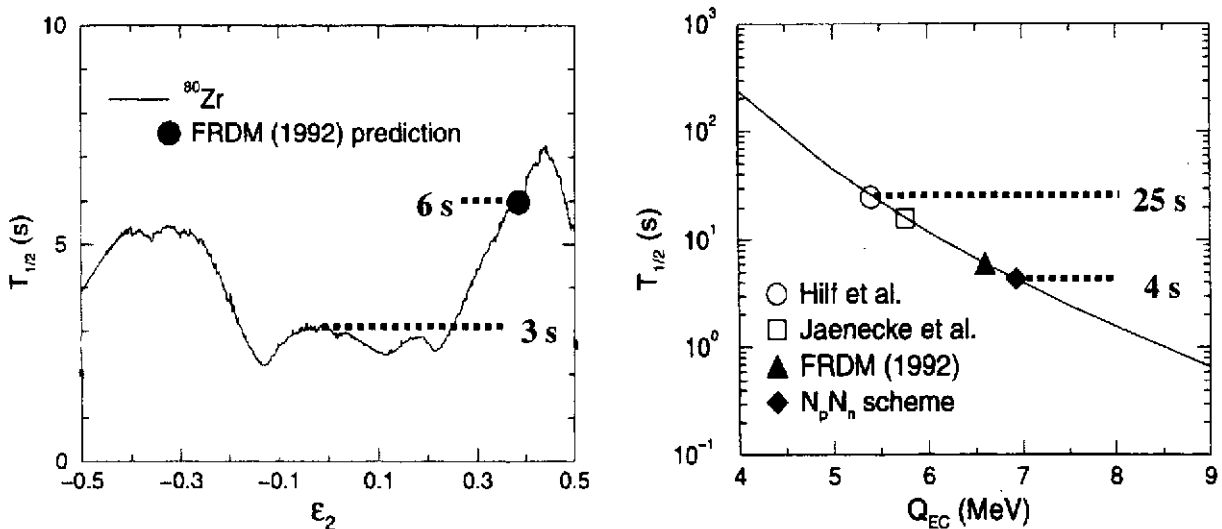 10
⁸⁰Zr
FRDM (1992) prediction
6 s
5
3 s
0
−0.5 −0.3 −0.1 0.1 0.3 0.5
T₁/₂ (s)
ε₂
10³
10²
25 s
10¹
4 s
10⁰
10⁻¹
Hilf et al.
Jaenecke et al.
FRDM (1992)
NₚNₙ scheme
4 5 6 7 8 9
T₁/₂ (s)
Q_EC (MeV)